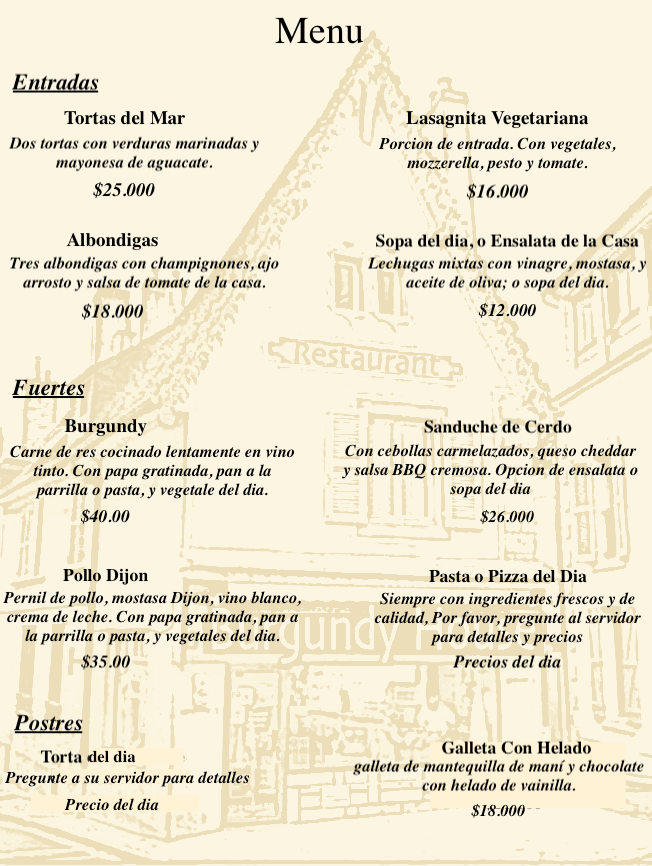 Menu
Entradas
Tortas del Mar
Dos tortas con verduras marinadas y
mayonesa de aguacate.
$25.000
Lasagnita Vegetariana
Porcion de entrada. Con vegetales,
mozzerella, pesto y tomate.
$16.000
Albondigas
Tres albondigas con champignones, ajo
arrosto y salsa de tomate de la casa.
$18.000
Sopa del dia, o Ensalata de la Casa
Lechugas mixtas con vinagre, mostasa, y
aceite de oliva; o sopa del dia.
$12.000
Restaurant
Fuertes
Burgundy
Carne de res cocinado lentamente en vino
tinto. Con papa gratinada, pan a la
parrilla o pasta, y vegetale del dia.
$40.00
Sanduche de Cerdo
Con cebollas carmelazados, queso cheddar
y salsa BBQ cremosa. Opcion de ensalata o
sopa del dia
$26.000
Pollo Dijon
Pernil de pollo, mostasa Dijon, vino blanco,
crema de leche. Con papa gratinada, pan a
la parrilla o pasta, y vegetales del dia.
$35.00
Pasta o Pizza del Dia
Siempre con ingredientes frescos y de
calidad, Por favor, pregunte al servidor
para detalles y precios
Precios del dia
Burgundy
Postres
Torta del dia
Pregunte a su servidor para detalles
Precio del dia
Galleta Con Helado
galleta de mantequilla de maní y chocolate
con helado de vainilla.
$18.000